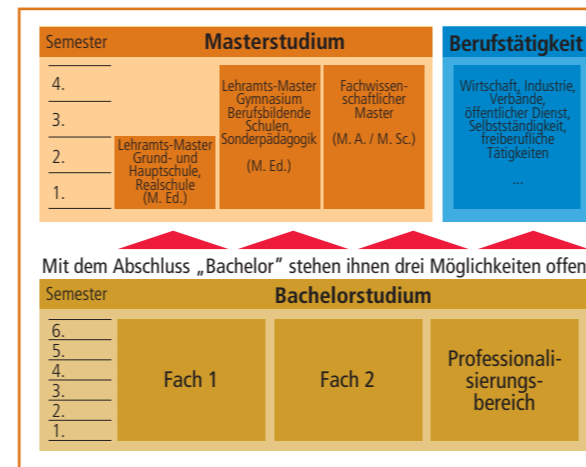 Semester
Masterstudium
Berufstätigkeit
4.
3.
2.
1.
Lehramts-Master
Grund- und
Hauptschule,
Realschule
(M. Ed.)
Lehramts-Master
Gymnasium
Berufsbildende
Schulen,
Sonderpädagogik
(M. Ed.)
Fachwissen-
schaftlicher
Master
(M. A. / M. Sc.)
Wirtschaft, Industrie,
Verbände,
öffentlicher Dienst,
Selbstständigkeit,
freiberufliche
Tätigkeiten
...
Mit dem Abschluss „Bachelor” stehen ihnen drei Möglichkeiten offen
Semester
Bachelorstudium
6.
5.
4.
3.
2.
1.
Fach 1
Fach 2
Professionali-
sierungs-
bereich